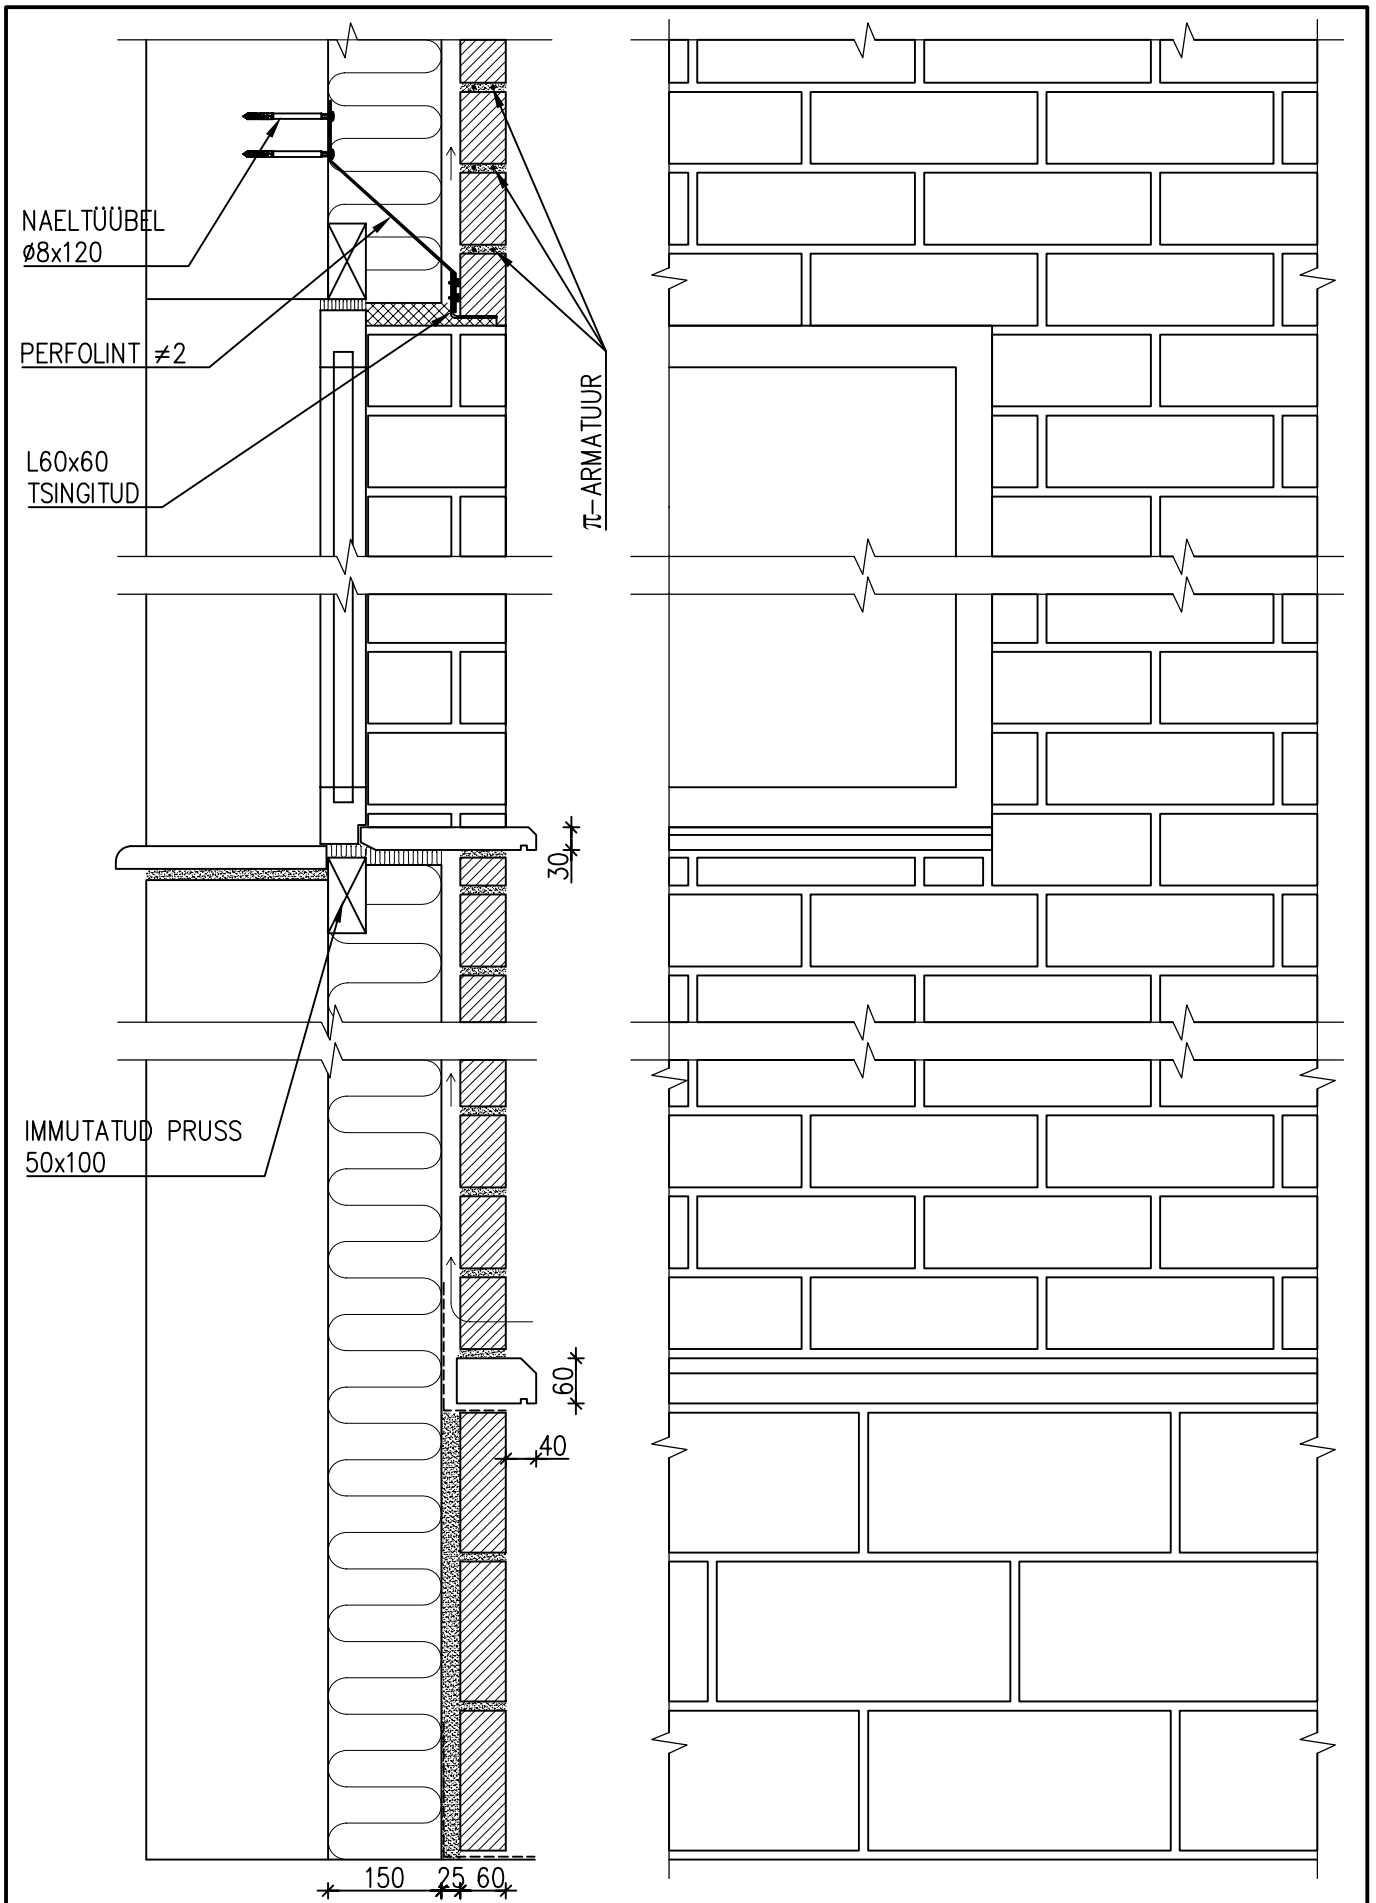 NAELTÜÜBEL
ø8x120
PERFOLINT ≠2
L60x60
TSINGITUD
π-ARMATUUR
30
IMMUTATUD PRUSS
50x100
60
40
150
25
60